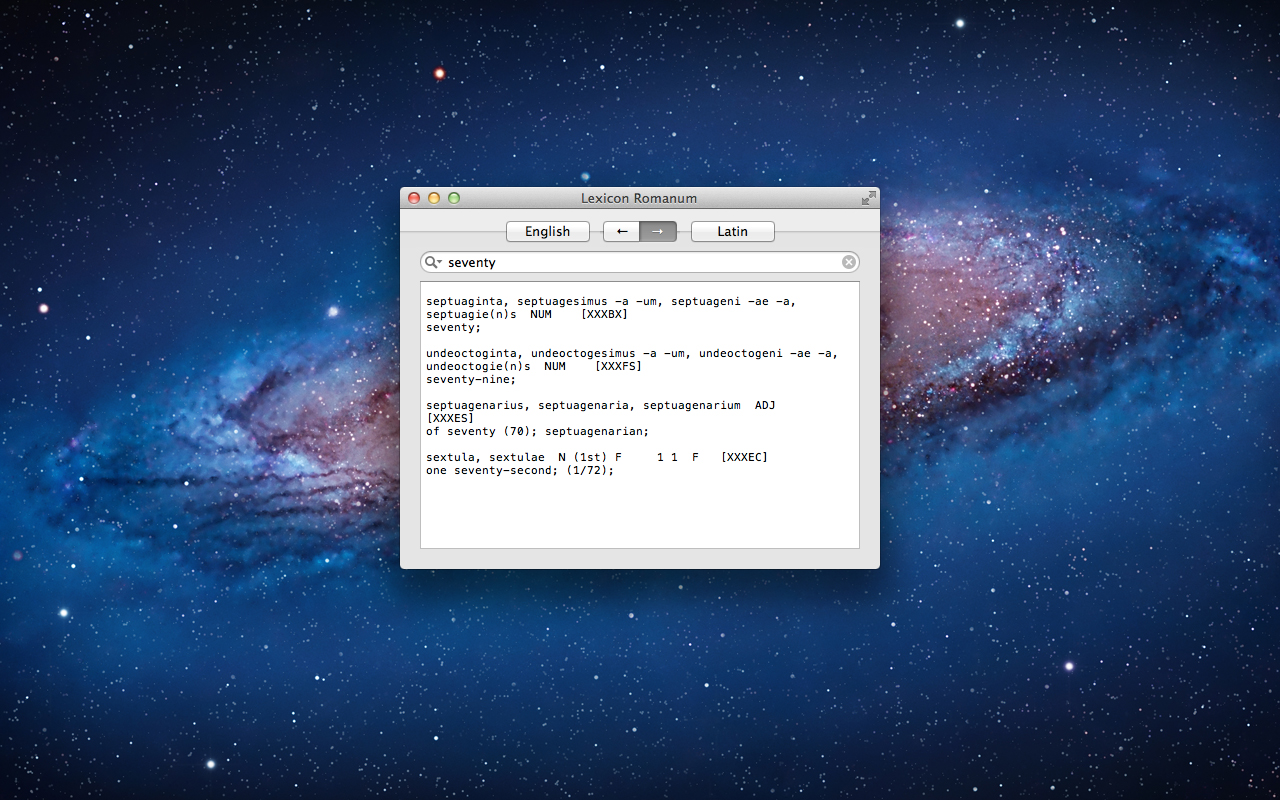 Lexicon Romanum
English ← → Latin
seventy
septuaginta, septuagesimus -a -um, septuageni -ae -a,
septuagie(n)s  NUM    [XXXBX]
seventy;
undeoctoginta, undeoctogesimus -a -um, undeoctogeni -ae -a,
undeoctogie(n)s  NUM    [XXXFS]
seventy-nine;
septuagenarius, septuagenaria, septuagenarium  ADJ
[XXXES]
of seventy (70); septuagenarian;
sextula, sextulae  N (1st) F     1 1  F   [XXXEC]
one seventy-second; (1/72);